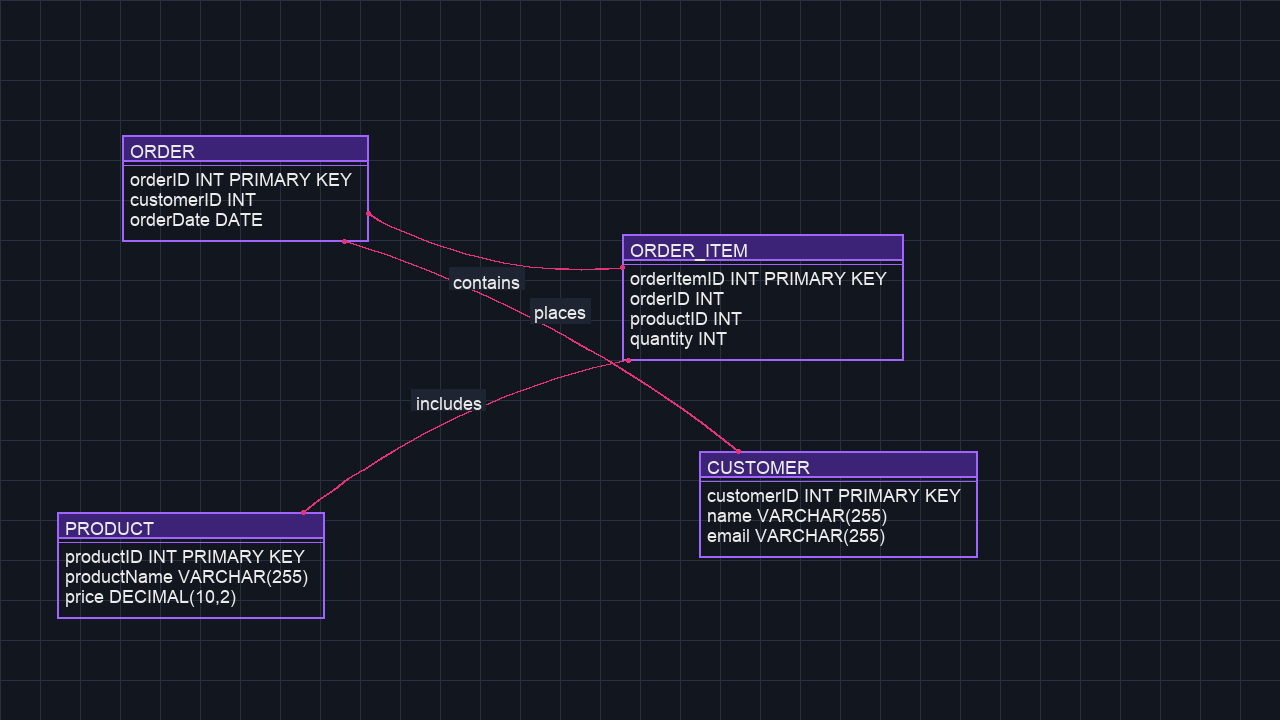 ORDER
orderID INT PRIMARY KEY
customerID INT
orderDate DATE
ORDER_ITEM
orderItemID INT PRIMARY KEY
orderID INT
productID INT
quantity INT
contains
places
includes
CUSTOMER
customerID INT PRIMARY KEY
name VARCHAR(255)
email VARCHAR(255)
PRODUCT
productID INT PRIMARY KEY
productName VARCHAR(255)
price DECIMAL(10,2)